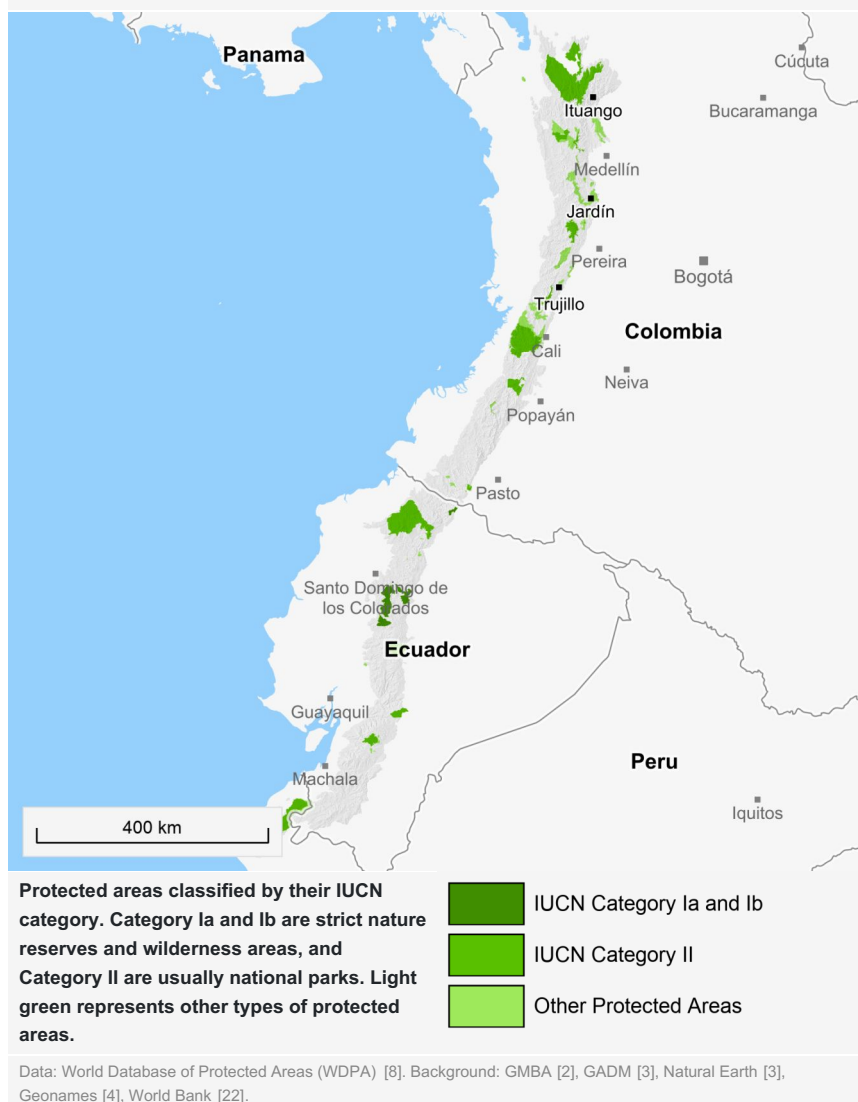 Panama
Cúcuta
Ituango
Bucaramanga
Medellín
Jardín
Pereira
Bogotá
Trujillo
Colombia
Cali
Neiva
Popayán
Pasto
Santo Domingo de
los Colorados
Ecuador
Guayaquil
Peru
Machala
Iquitos
400 km
Protected areas classified by their IUCN
category. Category Ia and Ib are strict nature
reserves and wilderness areas, and
Category II are usually national parks. Light
green represents other types of protected
areas.
IUCN Category Ia and Ib
IUCN Category II
Other Protected Areas
Data: World Database of Protected Areas (WDPA) [8]. Background: GMBA [2], GADM [3], Natural Earth [3],
Geonames [4], World Bank [22].